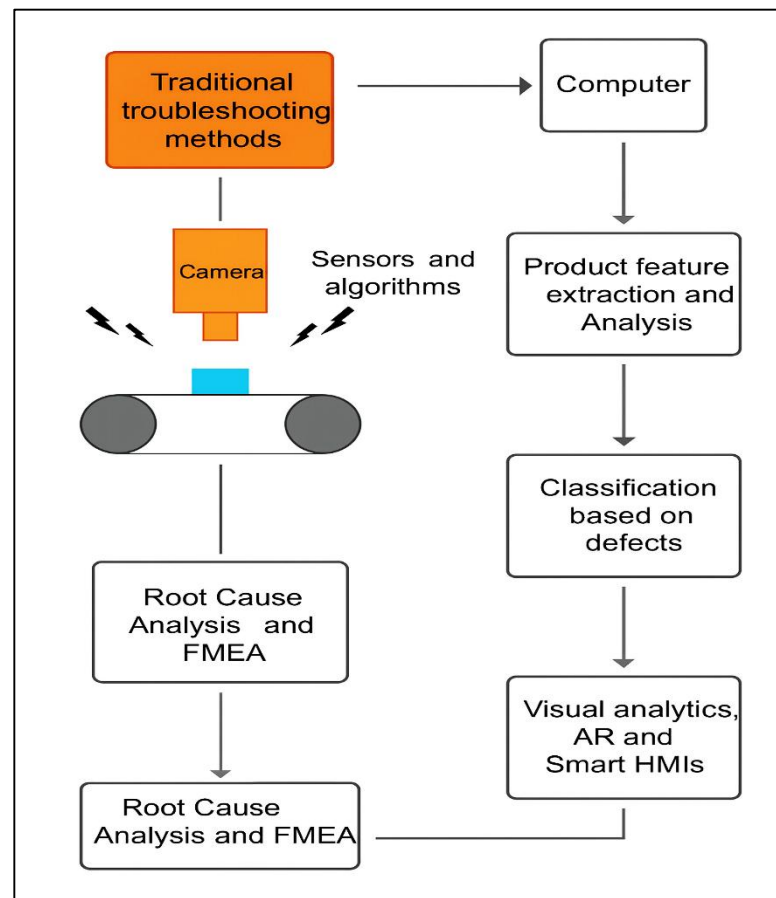 Traditional
troubleshooting
methods
Computer
Camera
Sensors and
algorithms
Product feature
extraction and
Analysis
Classification
based on
defects
Root Cause
Analysis and
FMEA
Visual analytics,
AR and
Smart HMIs
Root Cause
Analysis and FMEA